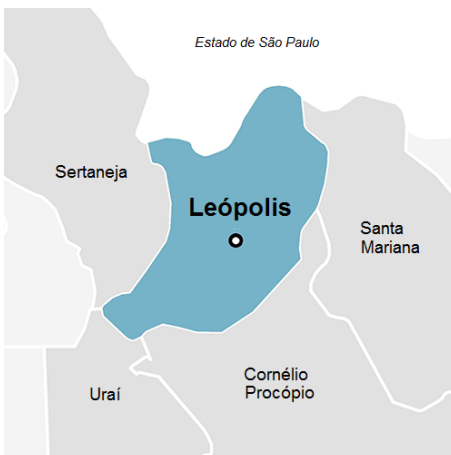 Estado de São Paulo
Sertaneja
Leópolis
Santa
Mariana
Uraí
Cornélio
Procópio